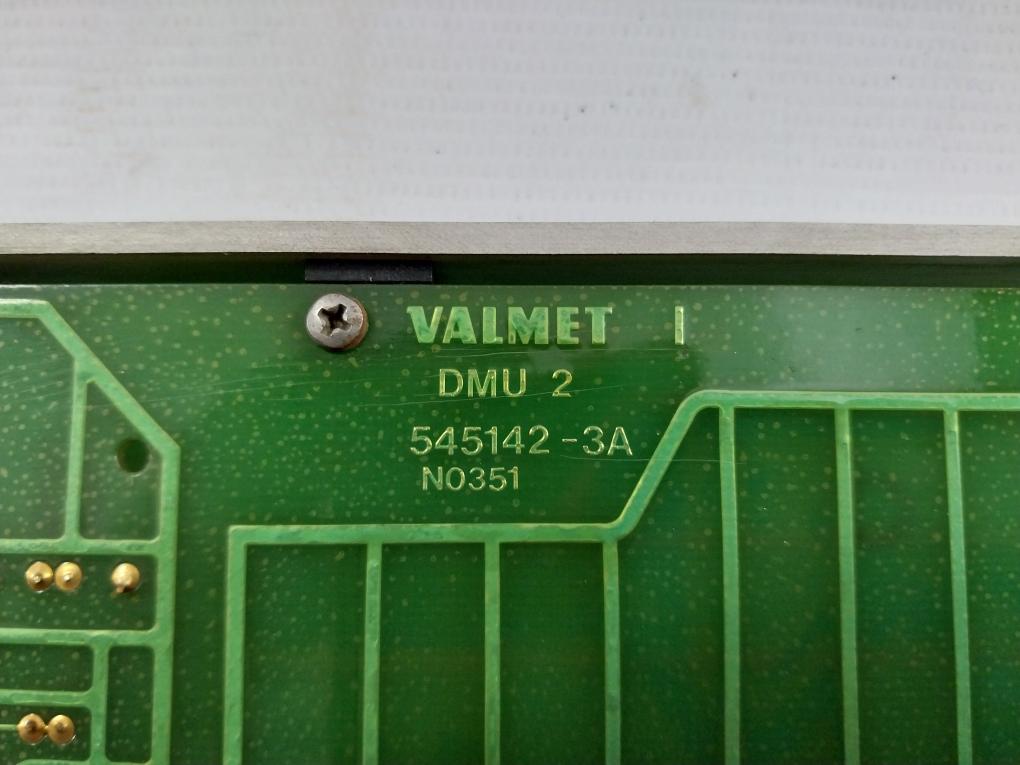 VALMET I
DMU 2
545142-3A
N0351